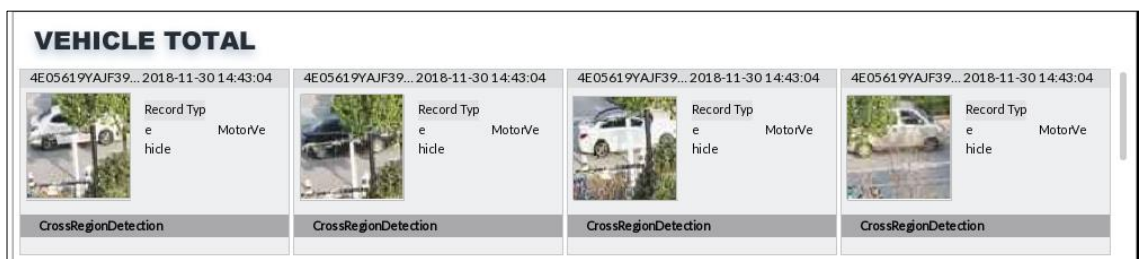 VEHICLE TOTAL
4E05619YAJF39... 2018-11-30 14:43:04
Record Typ
e MotorVe
hicle
CrossRegionDetection
4E05619YAJF39... 2018-11-30 14:43:04
Record Typ
e MotorVe
hicle
CrossRegionDetection
4E05619YAJF39... 2018-11-30 14:43:04
Record Typ
e MotorVe
hicle
CrossRegionDetection
4E05619YAJF39... 2018-11-30 14:43:04
Record Typ
e MotorVe
hicle
CrossRegionDetection